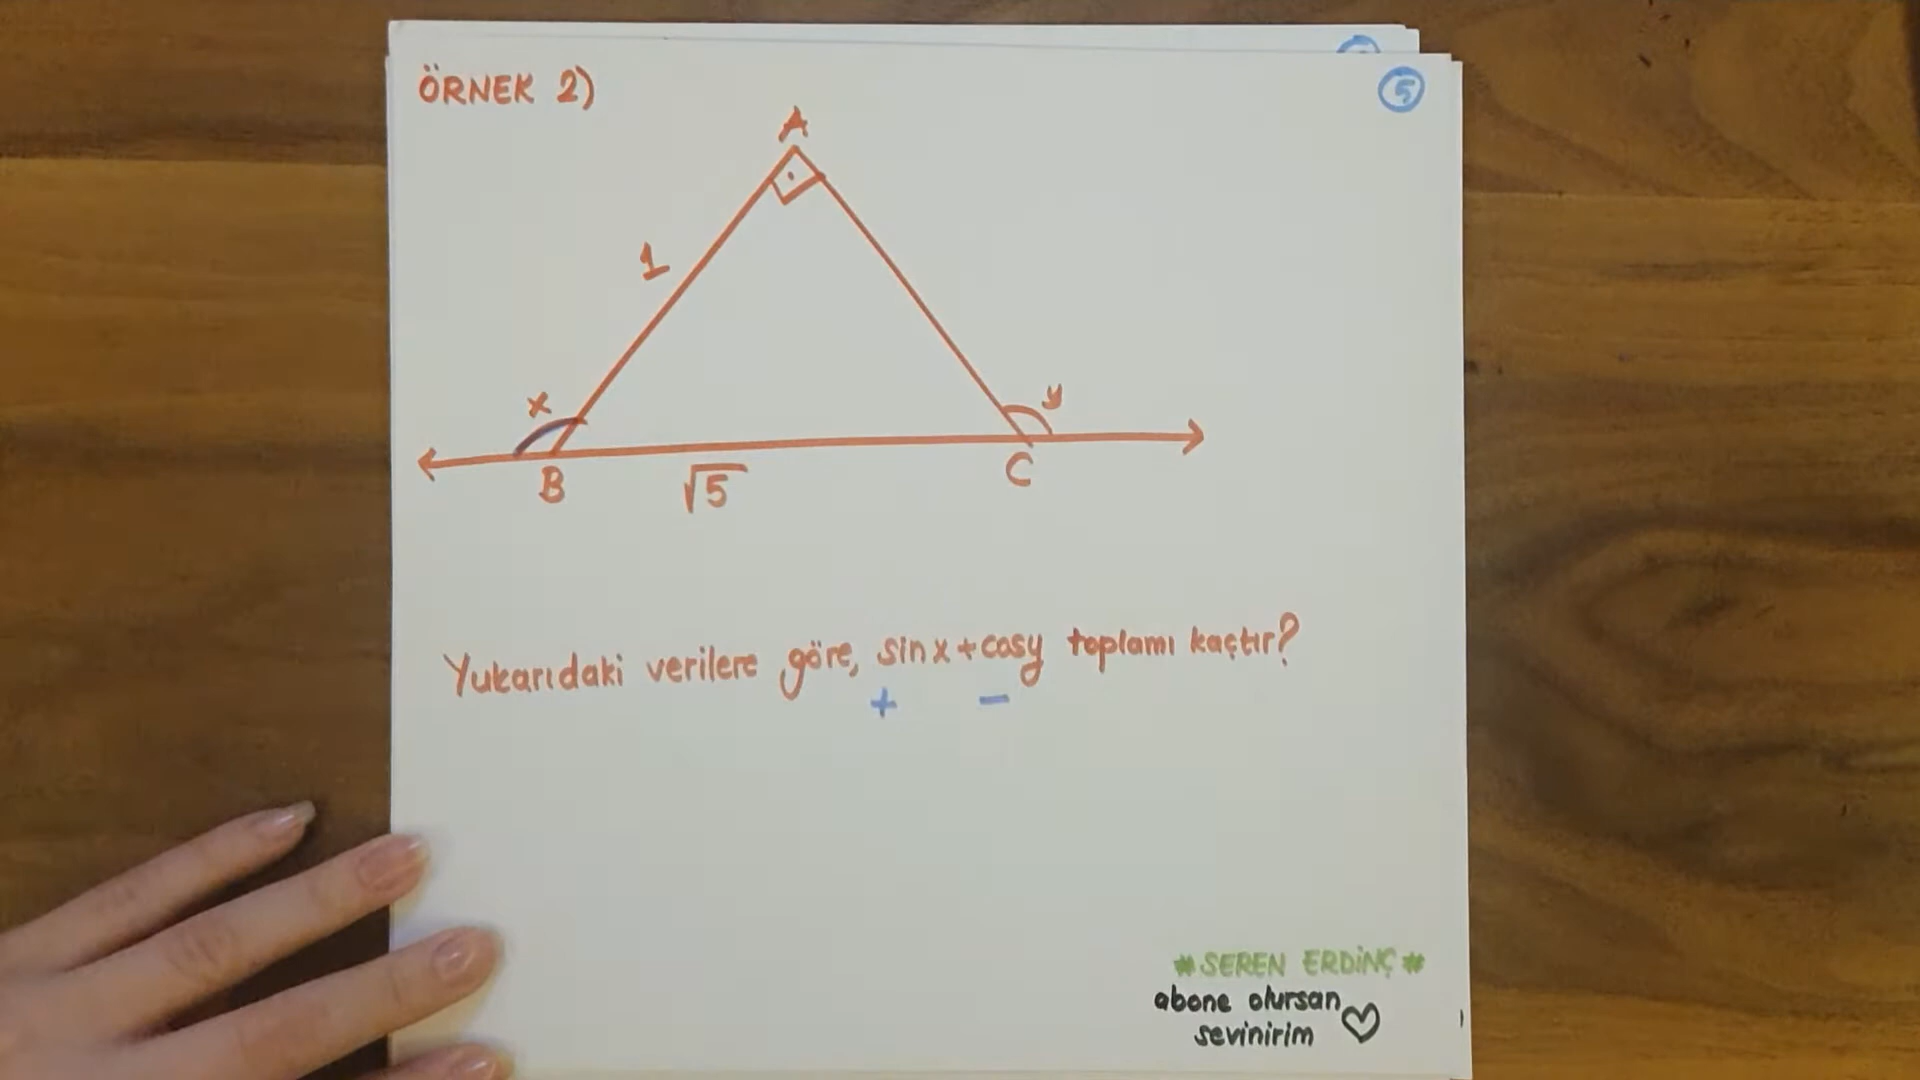 ÖRNEK 2)
5
A
1
x
y
B
√5
C
Yukarıdaki verilere göre, sinx+cosy toplamı kaçtır?
+ −
*SEREN ERDİNÇ*
abone olursan
sevinirim ♡